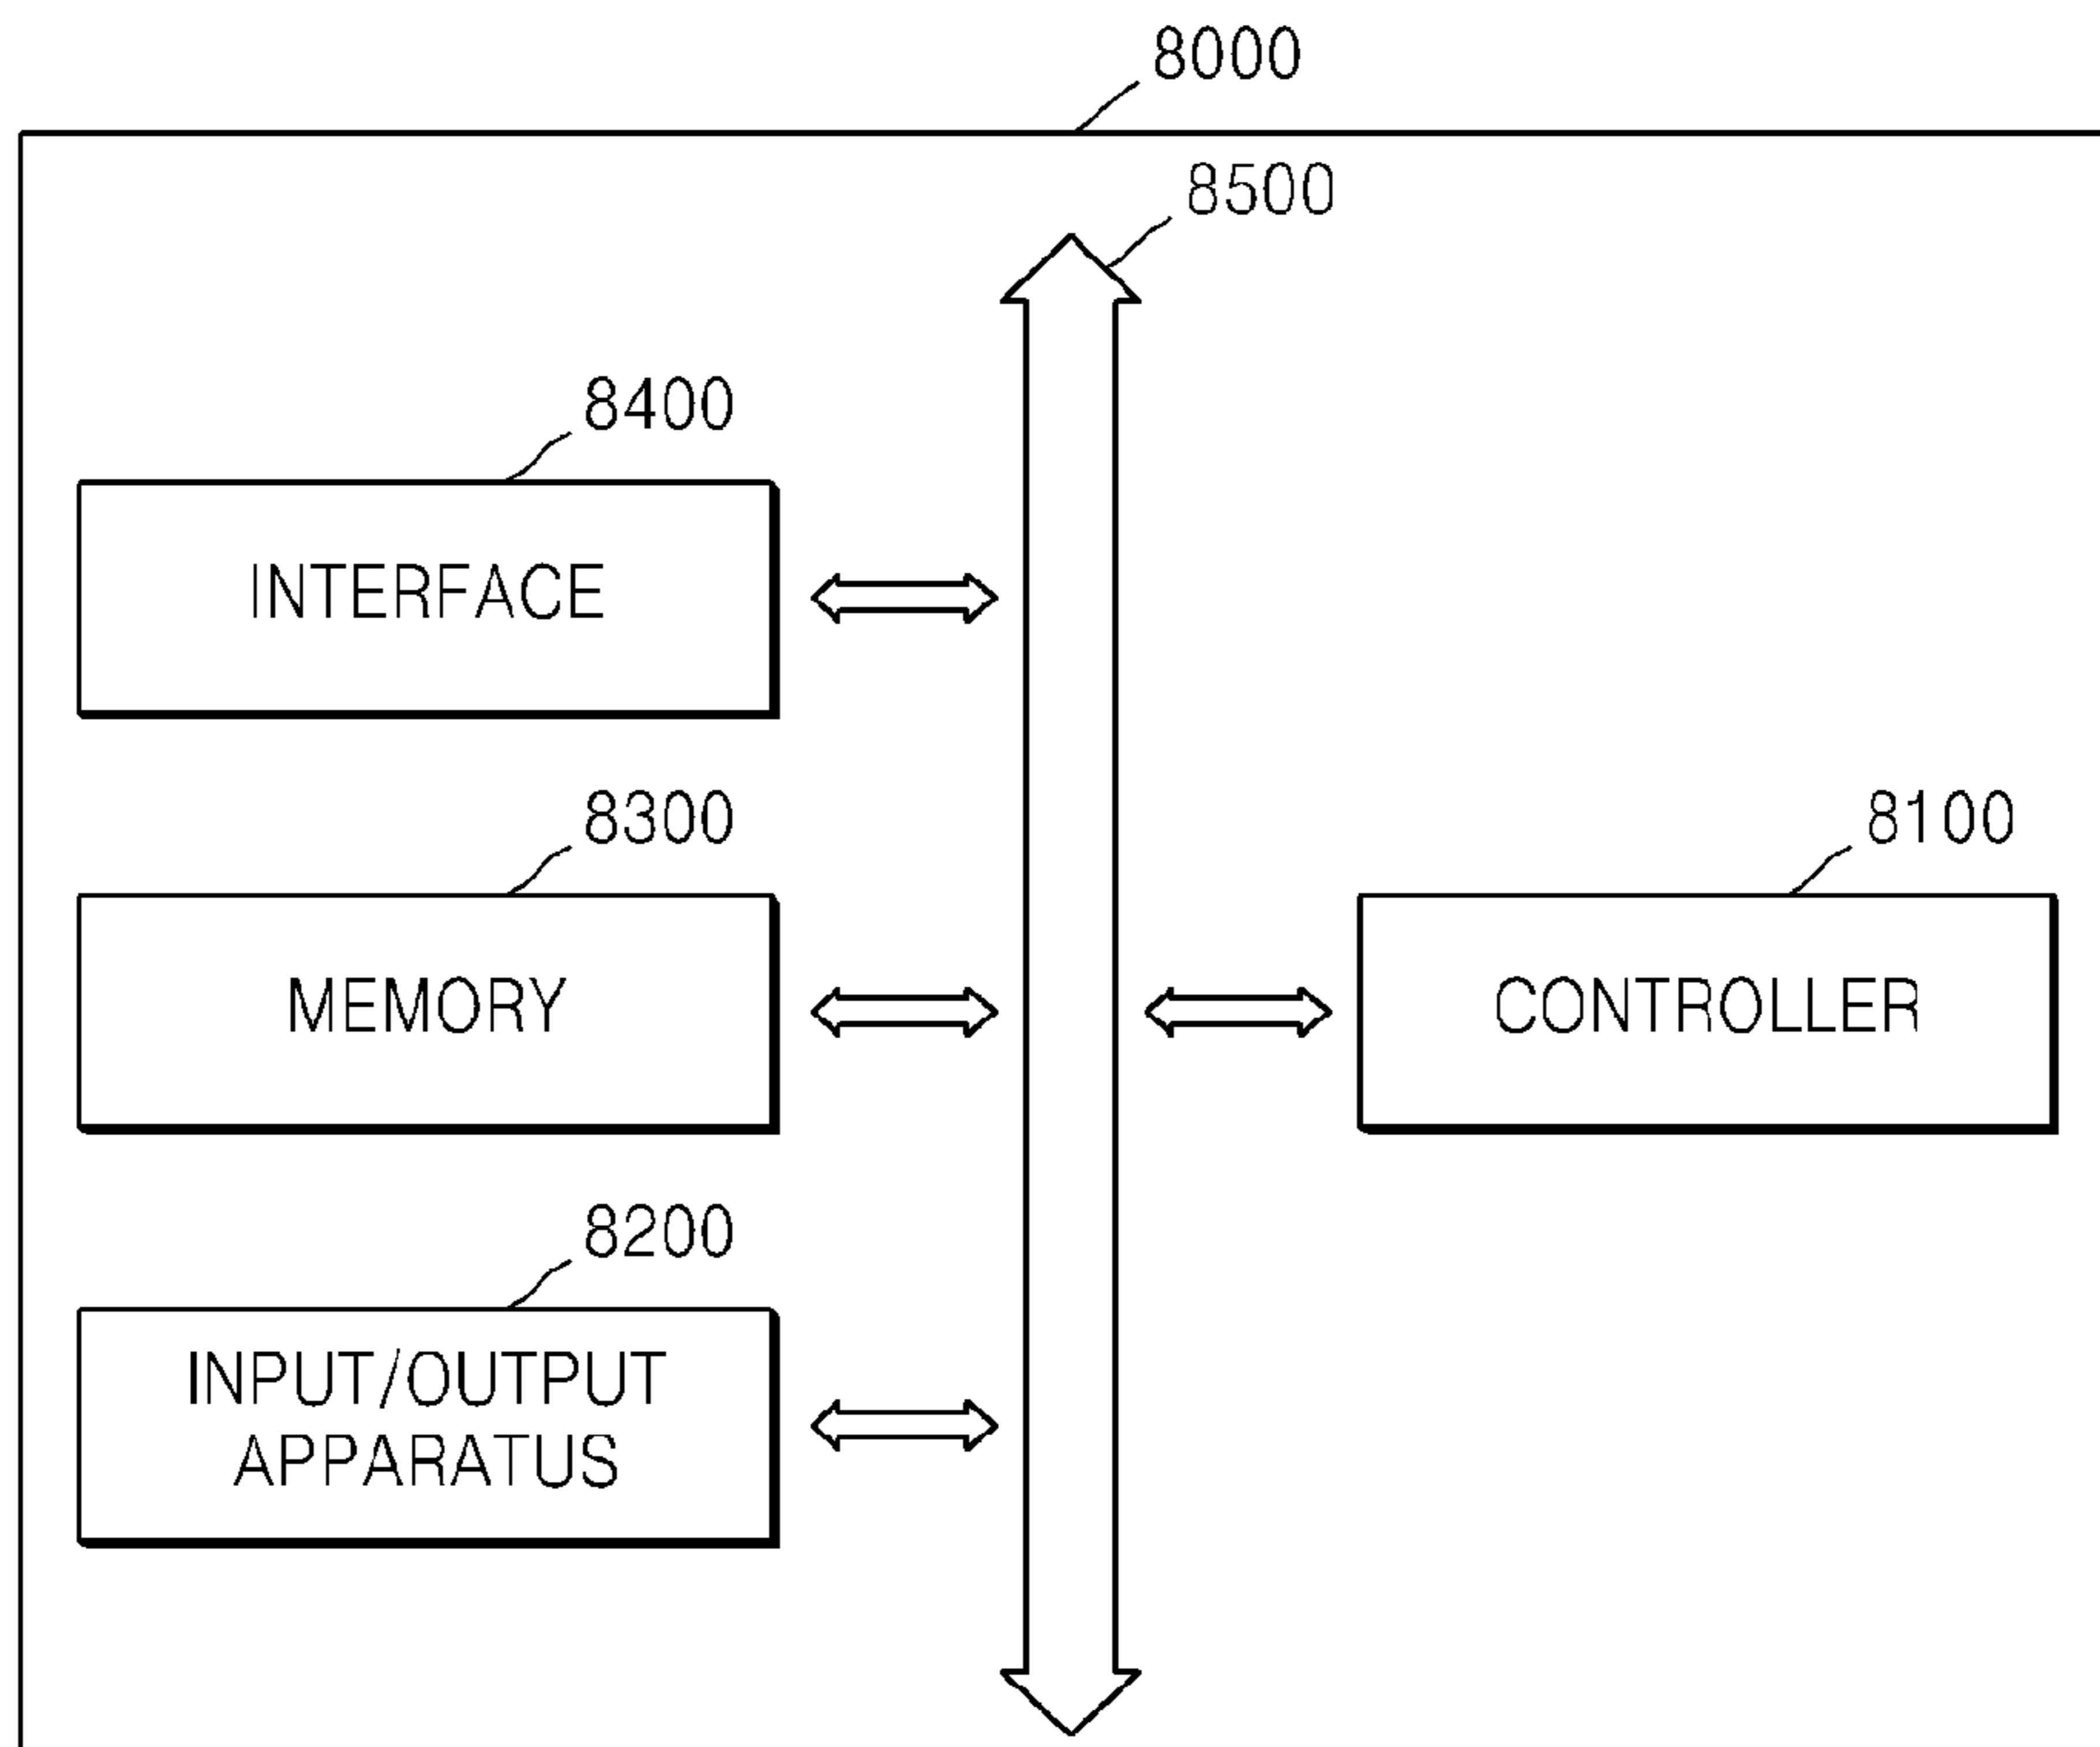 8000
8500
8400
INTERFACE
8300
MEMORY
8100
CONTROLLER
8200
INPUT/OUTPUT
APPARATUS